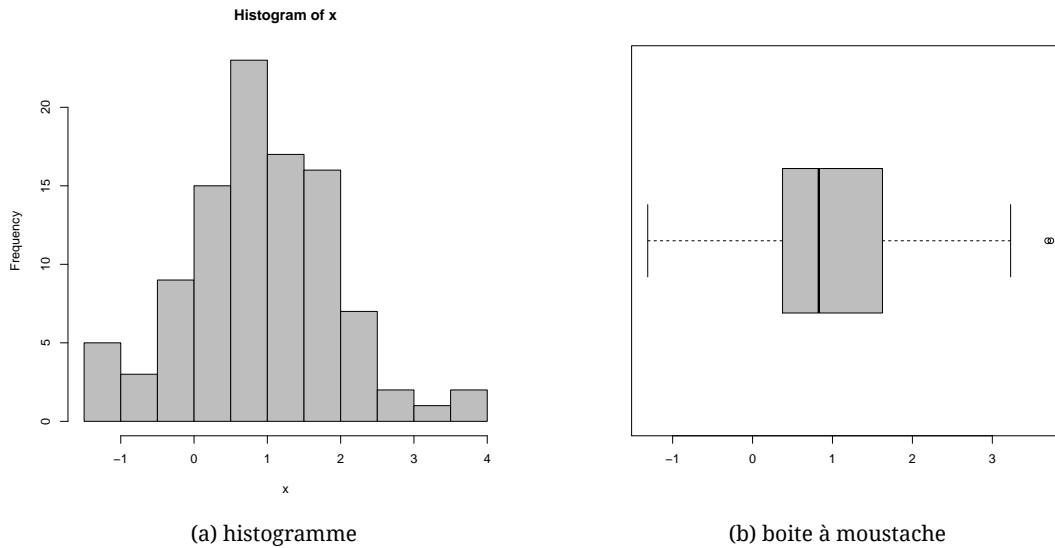 Histogram of x
Frequency
20
15
10
5
0
−1 0 1 2 3 4
x
(a) histogramme
−1 0 1 2 3
(b) boite à moustache